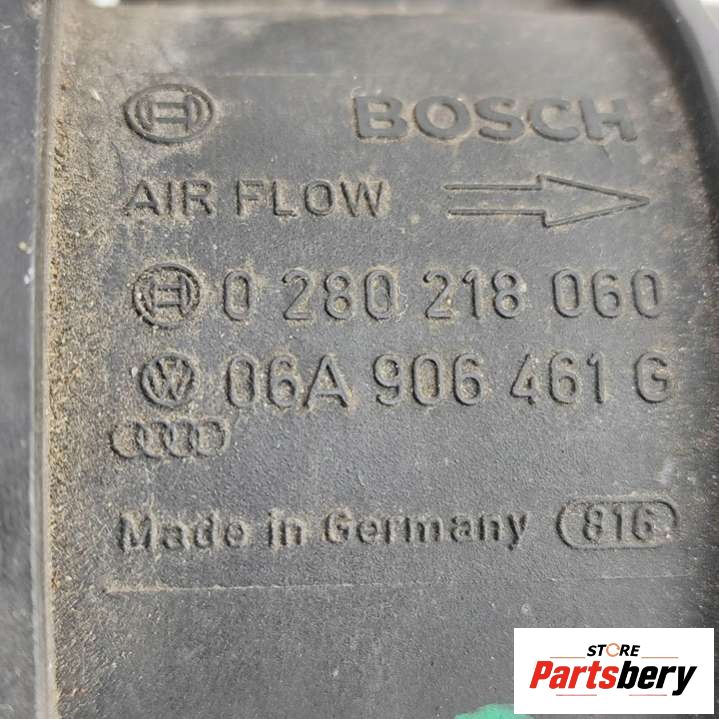 BOSCH
AIR FLOW
0 280 218 060
06A 906 461 G
Made in Germany 816
STORE
Partsbery